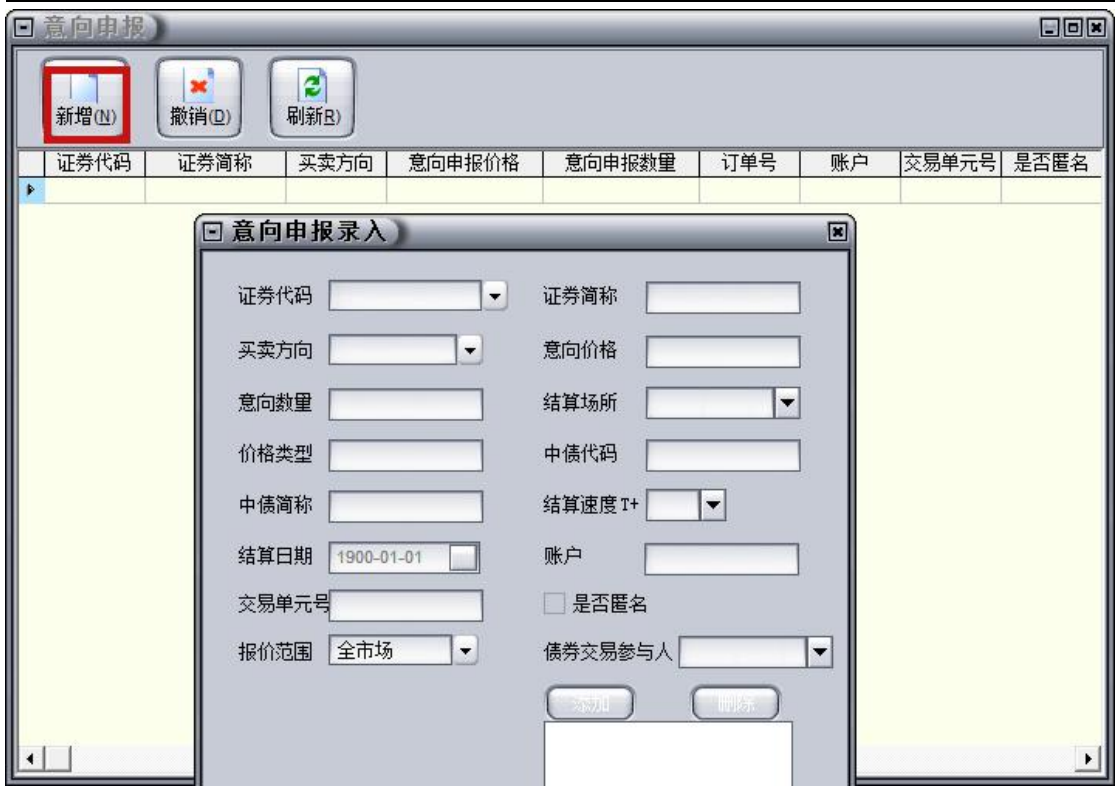 意向申报
新增(N) 撤销(D) 刷新R)
证券代码 证券简称 买卖方向 意向申报价格 意向申报数量 订单号 账户 交易单元号 是否匿名
意向申报录入
证券代码 证券简称
买卖方向 意向价格
意向数量 结算场所
价格类型 中债代码
中债简称 结算速度T+
结算日期 1900-01-01 账户
交易单元号 是否匿名
报价范围 全市场 债券交易参与人
添加 删除